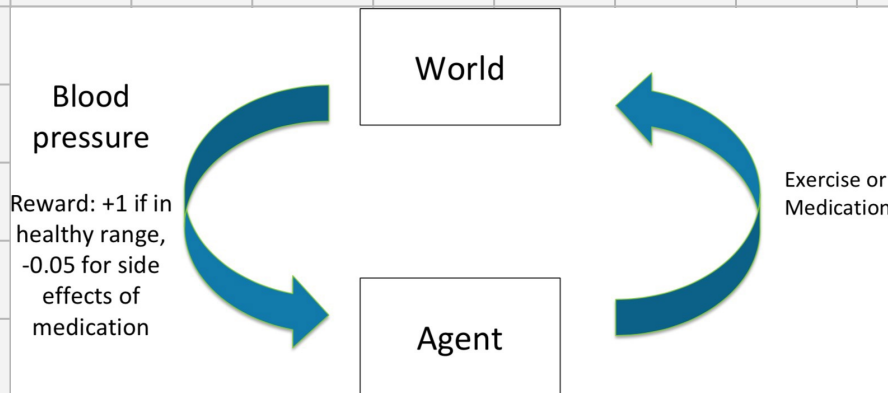 World
Blood
pressure
Reward: +1 if in
healthy range,
-0.05 for side
effects of
medication
Exercise or
Medication
Agent